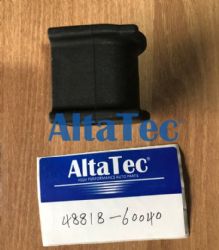 AltaTec
AltaTec®
HIGH PERFORMANCE AUTO PARTS
48818-60040